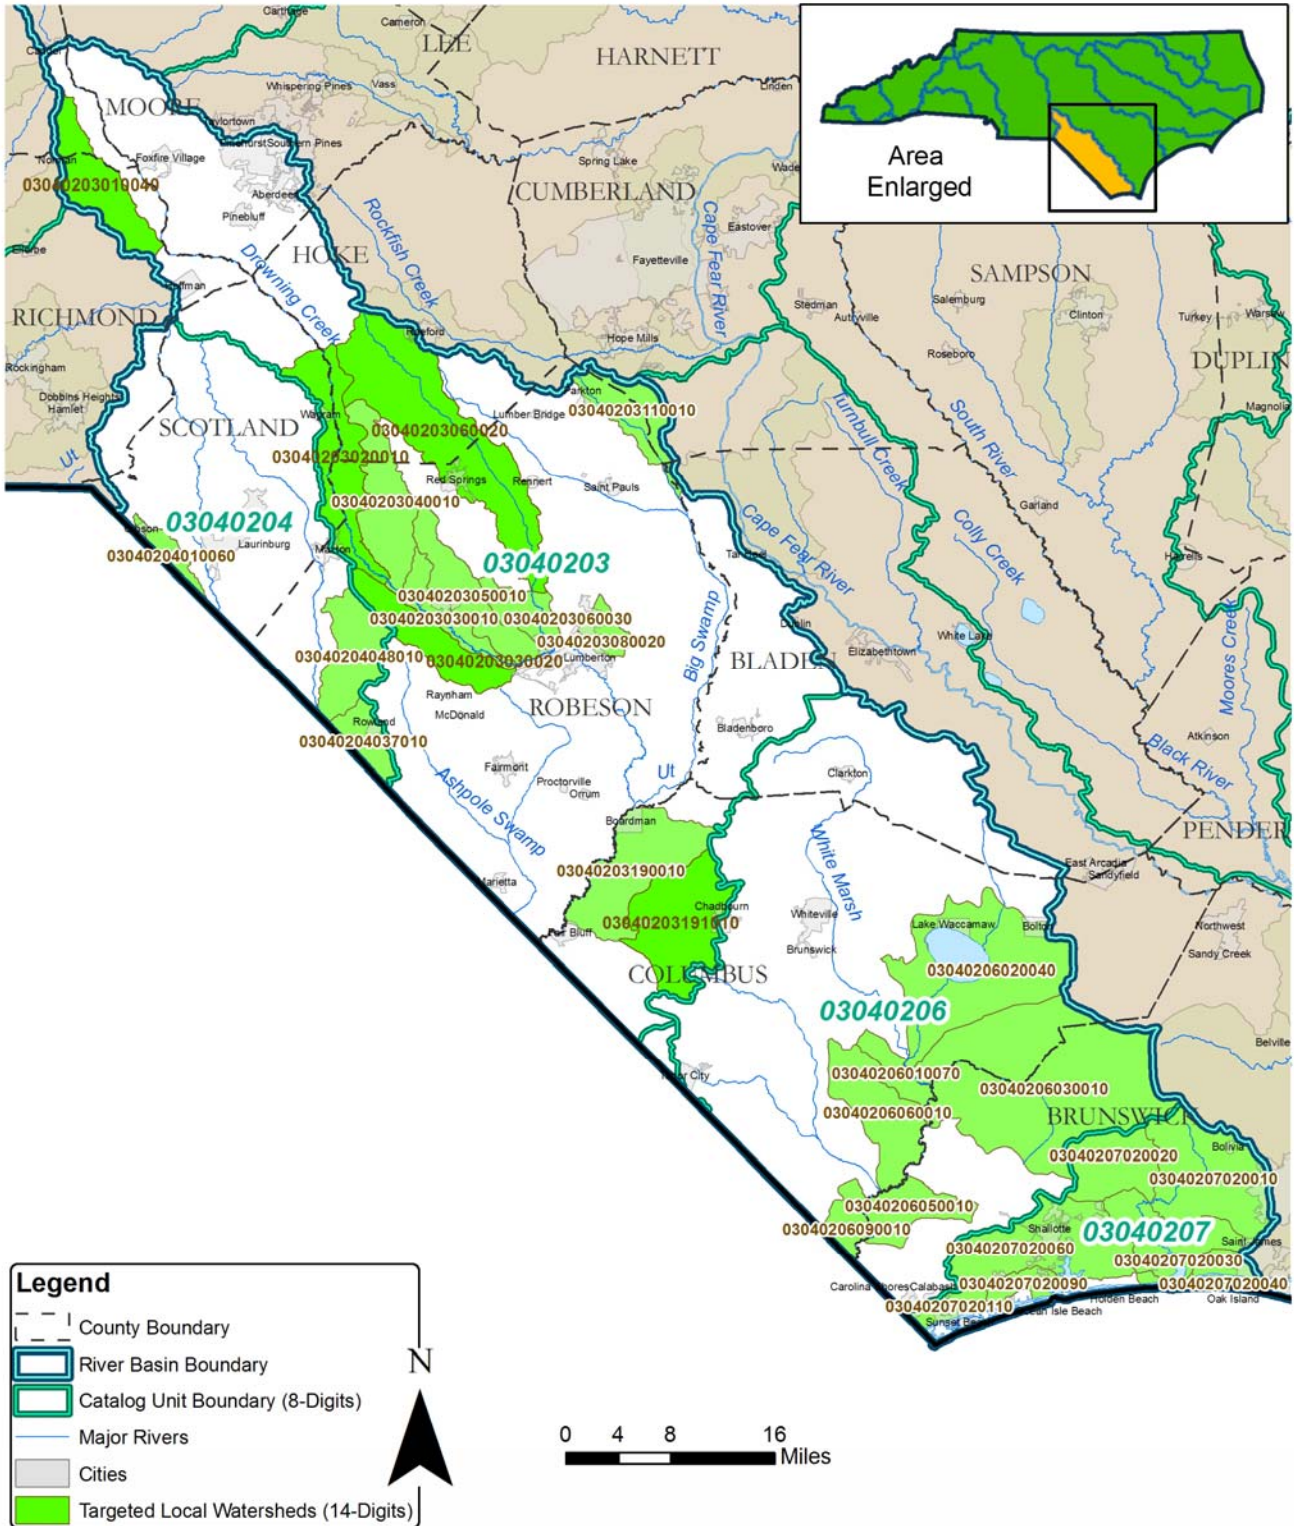 Carthage
Cameron
LEE
HARNETT
Whispering Pines
Vass
Linden
MOORE
Southern Pines
Norman
Foxfire Village
Spring Lake
Wade
03040203010040
Aberdeen
CUMBERLAND
Pinebluff
Area
Enlarged
Eastover
Rockfish Creek
Cape Fear River
Drowning Creek
HOKE
Fayetteville
SAMPSON
RICHMOND
Stedman
Autryville
Salemburg
Clinton
Turkey
Warsaw
Hope Mills
Roseboro
DUPLIN
Rockingham
Dobbins Heights
Hamlet
Parkton
Magnolia
SCOTLAND
Wagram
Lumber Bridge
03040203110010
03040203060020
Turnbull Creek
South River
Ut
03040203020010
Red Springs
Rennert
Saint Pauls
03040203040010
Garland
03040204
Laurinburg
Maxton
Cape Fear River
Colly Creek
03040204010060
03040203
Tar Heel
Harrells
03040203050010
03040203030010
03040203060030
03040203080020
Big Swamp
Dublin
White Lake
Elizabethtown
Moores Creek
03040204048010
03040203030020
Lumberton
BLADEN
Raynham
McDonald
ROBESON
Rowland
03040204037010
Bladenboro
Atkinson
Black River
Fairmont
Ashpole Swamp
Proctorville
Orrum
Ut
Clarkton
Boardman
White Marsh
PENDER
East Arcadia
Sandyfield
03040203190010
Marietta
Chadbourn
Whiteville
03040203191010
Lake Waccamaw
Bolton
Northwest
Brunswick
Sandy Creek
COLUMBUS
03040206020040
03040206
Belville
03040206010070
03040206030010
03040206060010
BRUNSWICK
Bolivia
03040207020020
03040207020010
03040206050010
03040206090010
Shallotte
03040207
Saint James
03040207020060
03040207020030
03040207020090
03040207020040
Carolina Shores
Calabash
03040207020110
Holden Beach
Oak Island
Sunset Beach
Legend
County Boundary
River Basin Boundary
Catalog Unit Boundary (8-Digits)
Major Rivers
Cities
Targeted Local Watersheds (14-Digits)
N
0 4 8 16
Miles